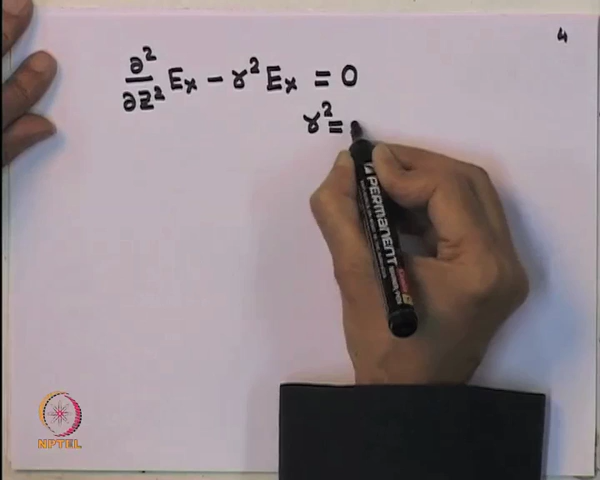 4
∂²/∂z² Eₓ − γ² Eₓ = 0
γ² =
PERMANENT
NPTEL